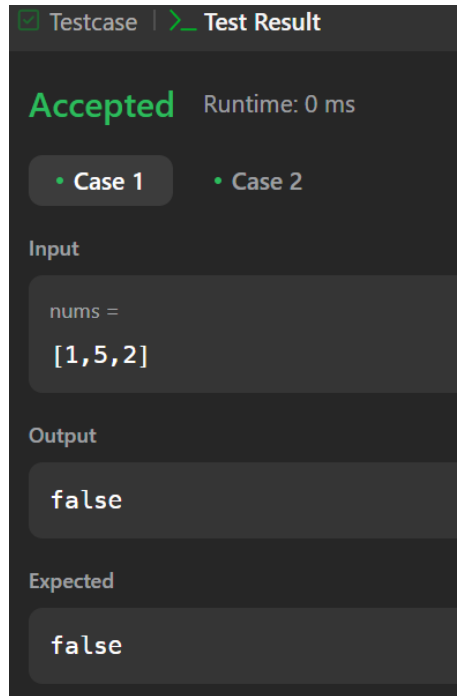 Testcase | >_ Test Result
Accepted Runtime: 0 ms
• Case 1 • Case 2
Input
nums =
[1,5,2]
Output
false
Expected
false